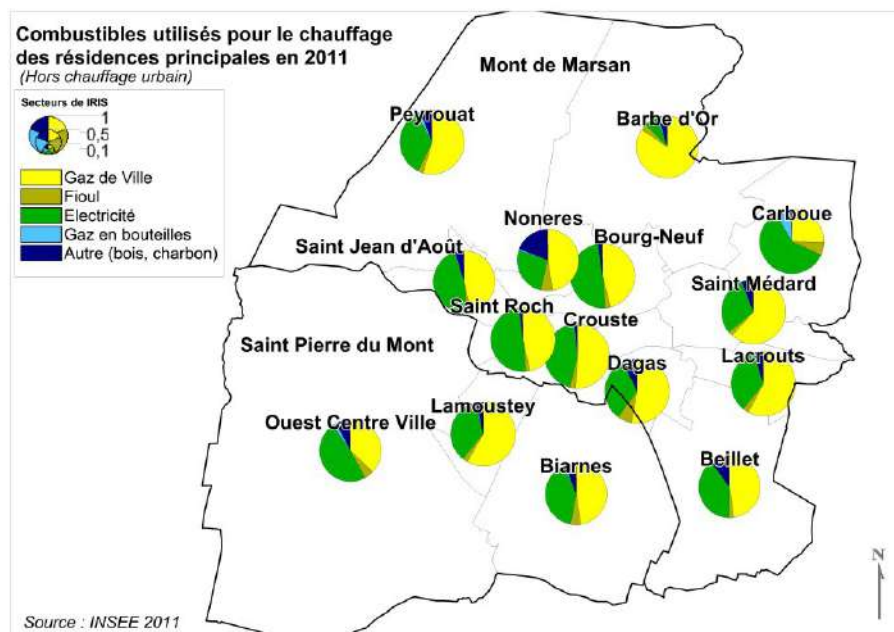 Combustibles utilisés pour le chauffage
des résidences principales en 2011
(Hors chauffage urbain)
Secteurs de IRIS
1
0,5
0,1
Gaz de Ville
Fioul
Electricité
Gaz en bouteilles
Autre (bois, charbon)
Mont de Marsan
Peyrouat
Barbe d'Or
Carboue
Noneres
Bourg-Neuf
Saint Jean d'Août
Saint Médard
Saint Roch
Crouste
Saint Pierre du Mont
Dagas
Lacrouts
Lamoustey
Ouest Centre Ville
Biarnes
Beillet
N
Source : INSEE 2011